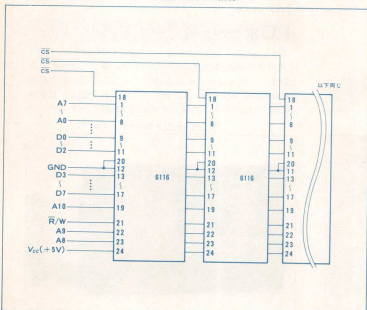 CS
CS
CS
以下同じ
18 18 18
A7 1 1 1
A0 8 8 8
D0 9 9 9
D2 11 11 11
20 20 20
GND 12 12 11
D3 13 6116 13 6116 13
D7 17 17 17
A10 19 19 19
R/W 21 21 21
A9 22 22 22
A8 23 23 23
Vcc(+5V) 24 24 24